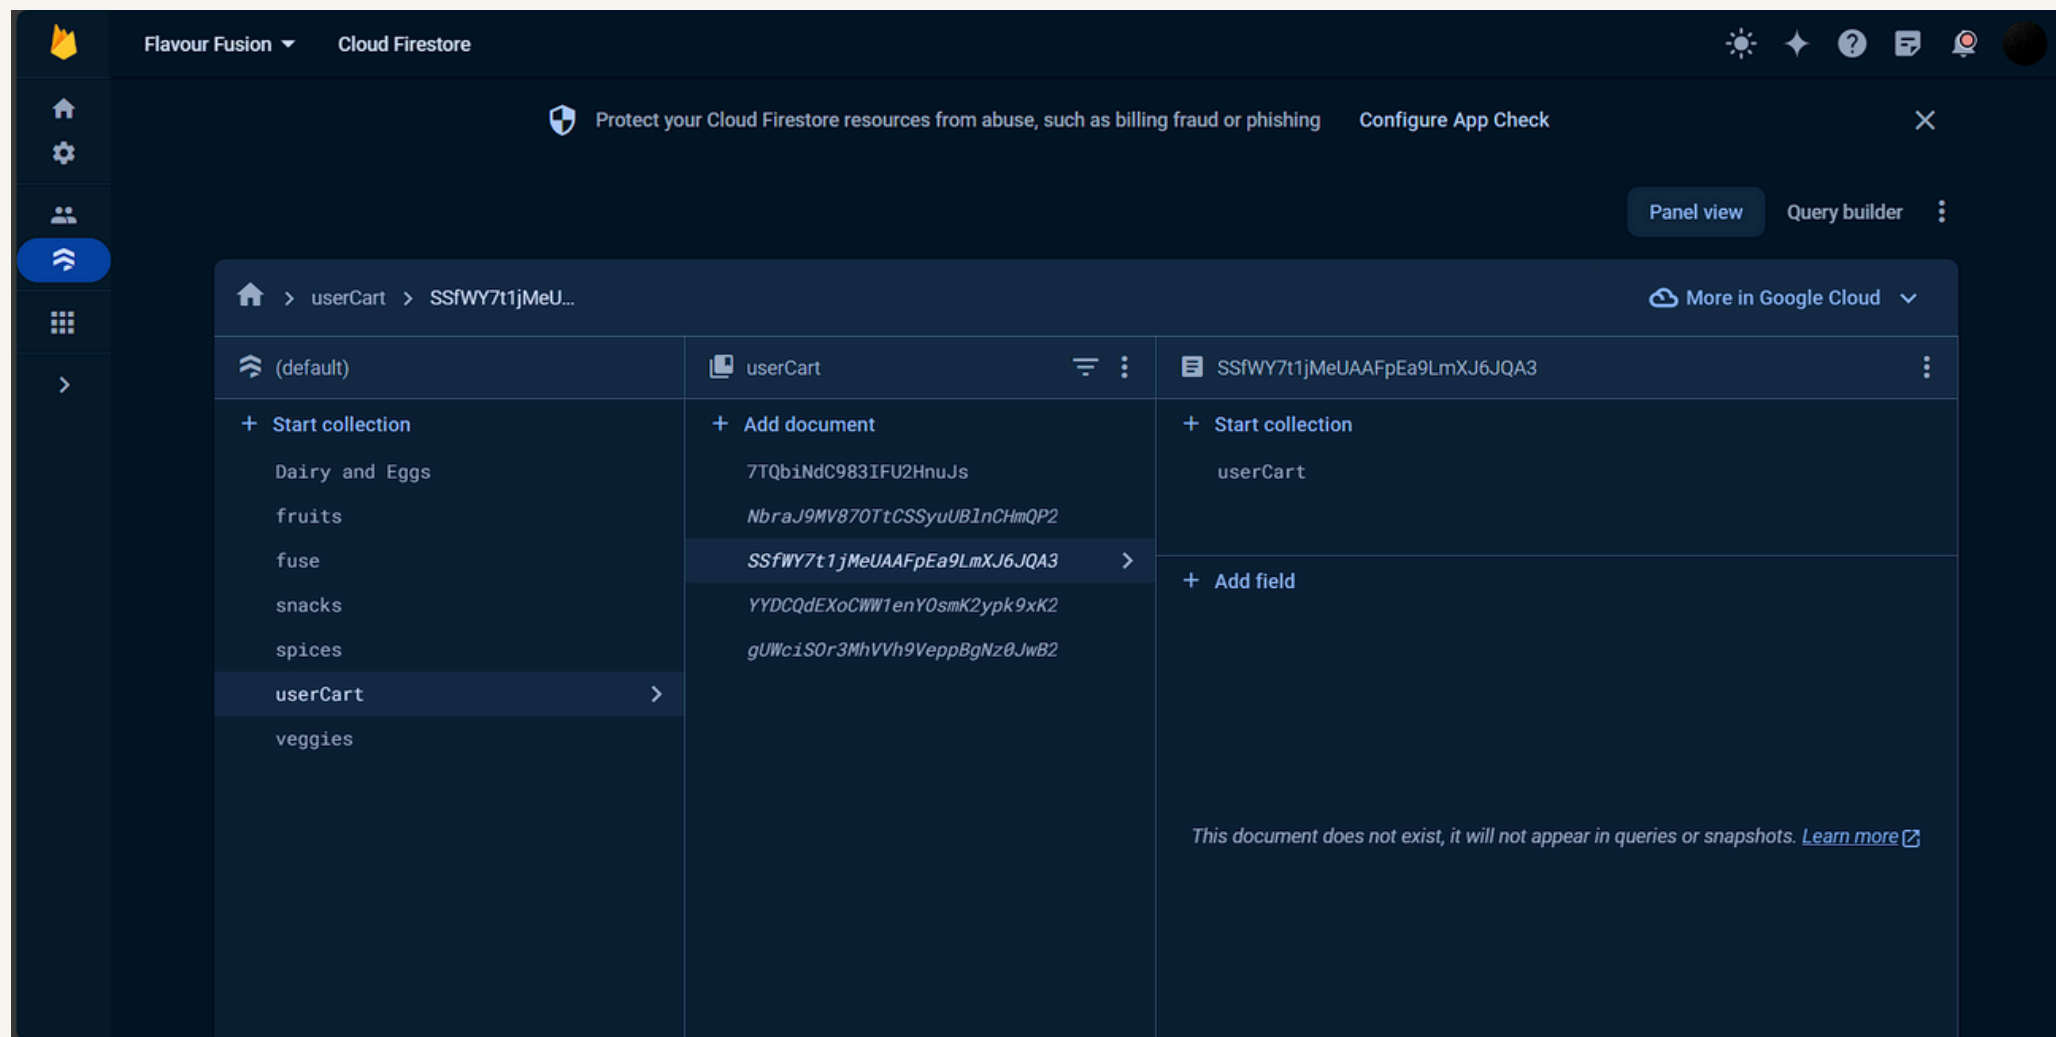 Flavour Fusion
Cloud Firestore
Protect your Cloud Firestore resources from abuse, such as billing fraud or phishing
Configure App Check
Panel view
Query builder
userCart
SSfWY7t1jMeU...
More in Google Cloud
(default)
userCart
SSfWY7t1jMeUAAFpEa9LmXJ6JQA3
+ Start collection
Dairy and Eggs
fruits
fuse
snacks
spices
userCart
veggies
+ Add document
7TQbiNdC983IFU2HnuJs
NbraJ9MV87OTtCSSyuUBlnCHmQP2
SSfWY7t1jMeUAAFpEa9LmXJ6JQA3
YYDCQdEXoCWW1enYOsmK2ypk9xK2
gUWciSOr3MhVVh9VeppBgNz0JwB2
+ Start collection
userCart
+ Add field
This document does not exist, it will not appear in queries or snapshots. Learn more